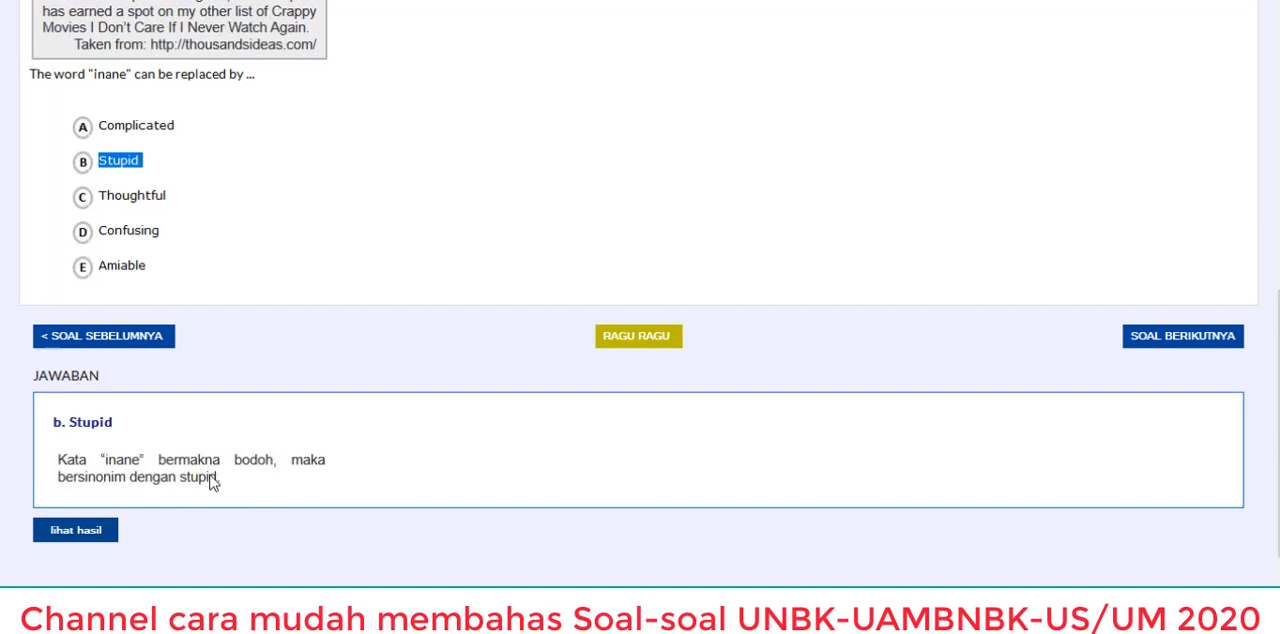 has earned a spot on my other list of Crappy
Movies I Don't Care If I Never Watch Again.
Taken from: http://thousandsideas.com/
The word "inane" can be replaced by ...
A Complicated
B Stupid
C Thoughtful
D Confusing
E Amiable
< SOAL SEBELUMNYA
RAGU RAGU
SOAL BERIKUTNYA
JAWABAN
b. Stupid
Kata "inane" bermakna bodoh, maka
bersinonim dengan stupid.
lihat hasil
Channel cara mudah membahas Soal-soal UNBK-UAMBNBK-US/UM 2020